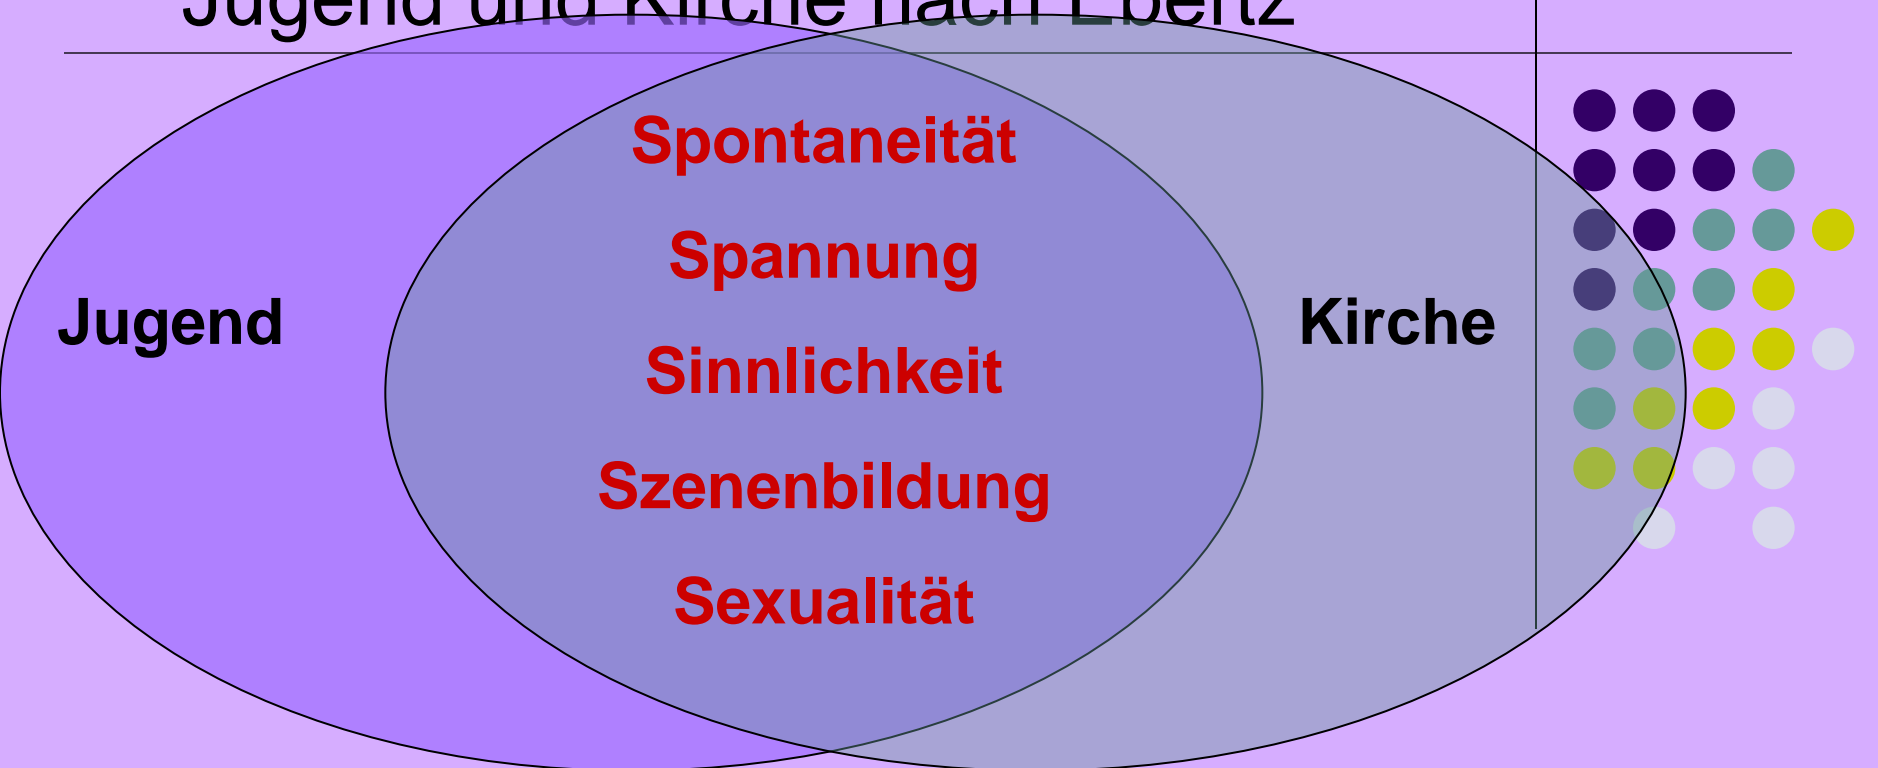 Jugend und Kirche nach Ebertz
Spontaneität
Spannung
Sinnlichkeit
Szenenbildung
Sexualität
Jugend
Kirche